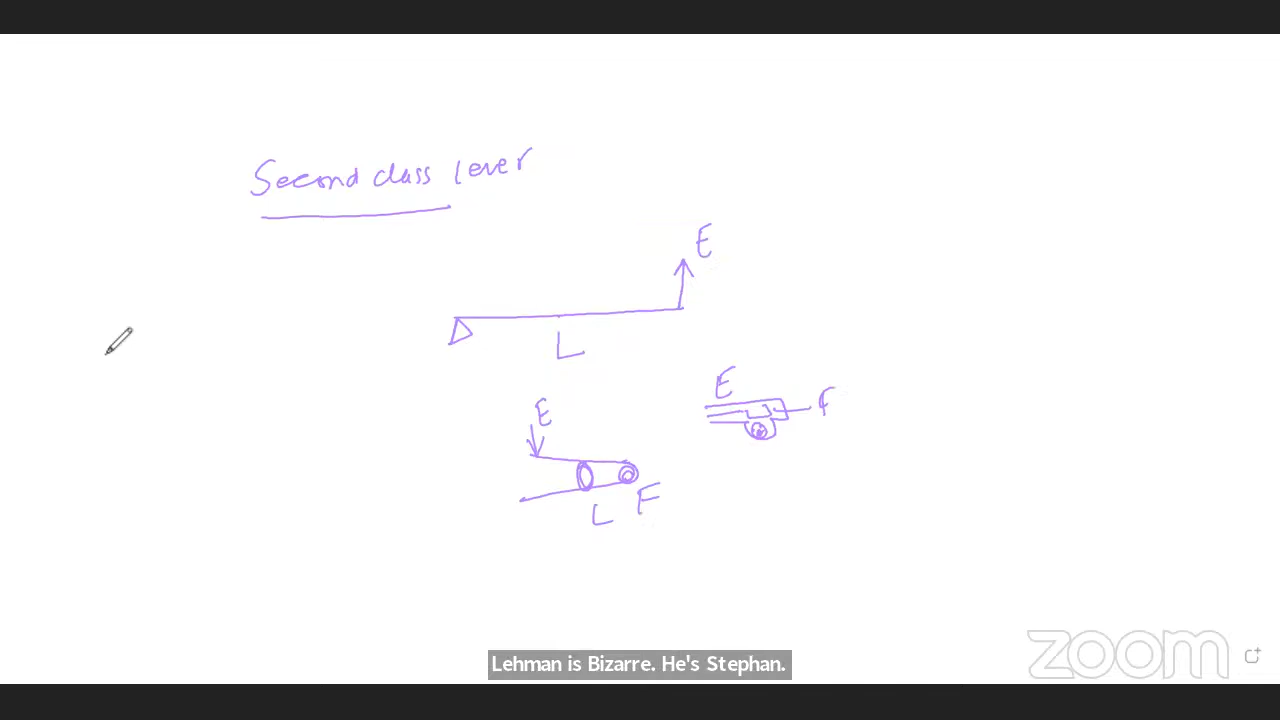 Second class lever
E
L
E
F
E
L F
Lehman is Bizarre. He's Stephan.
zoom